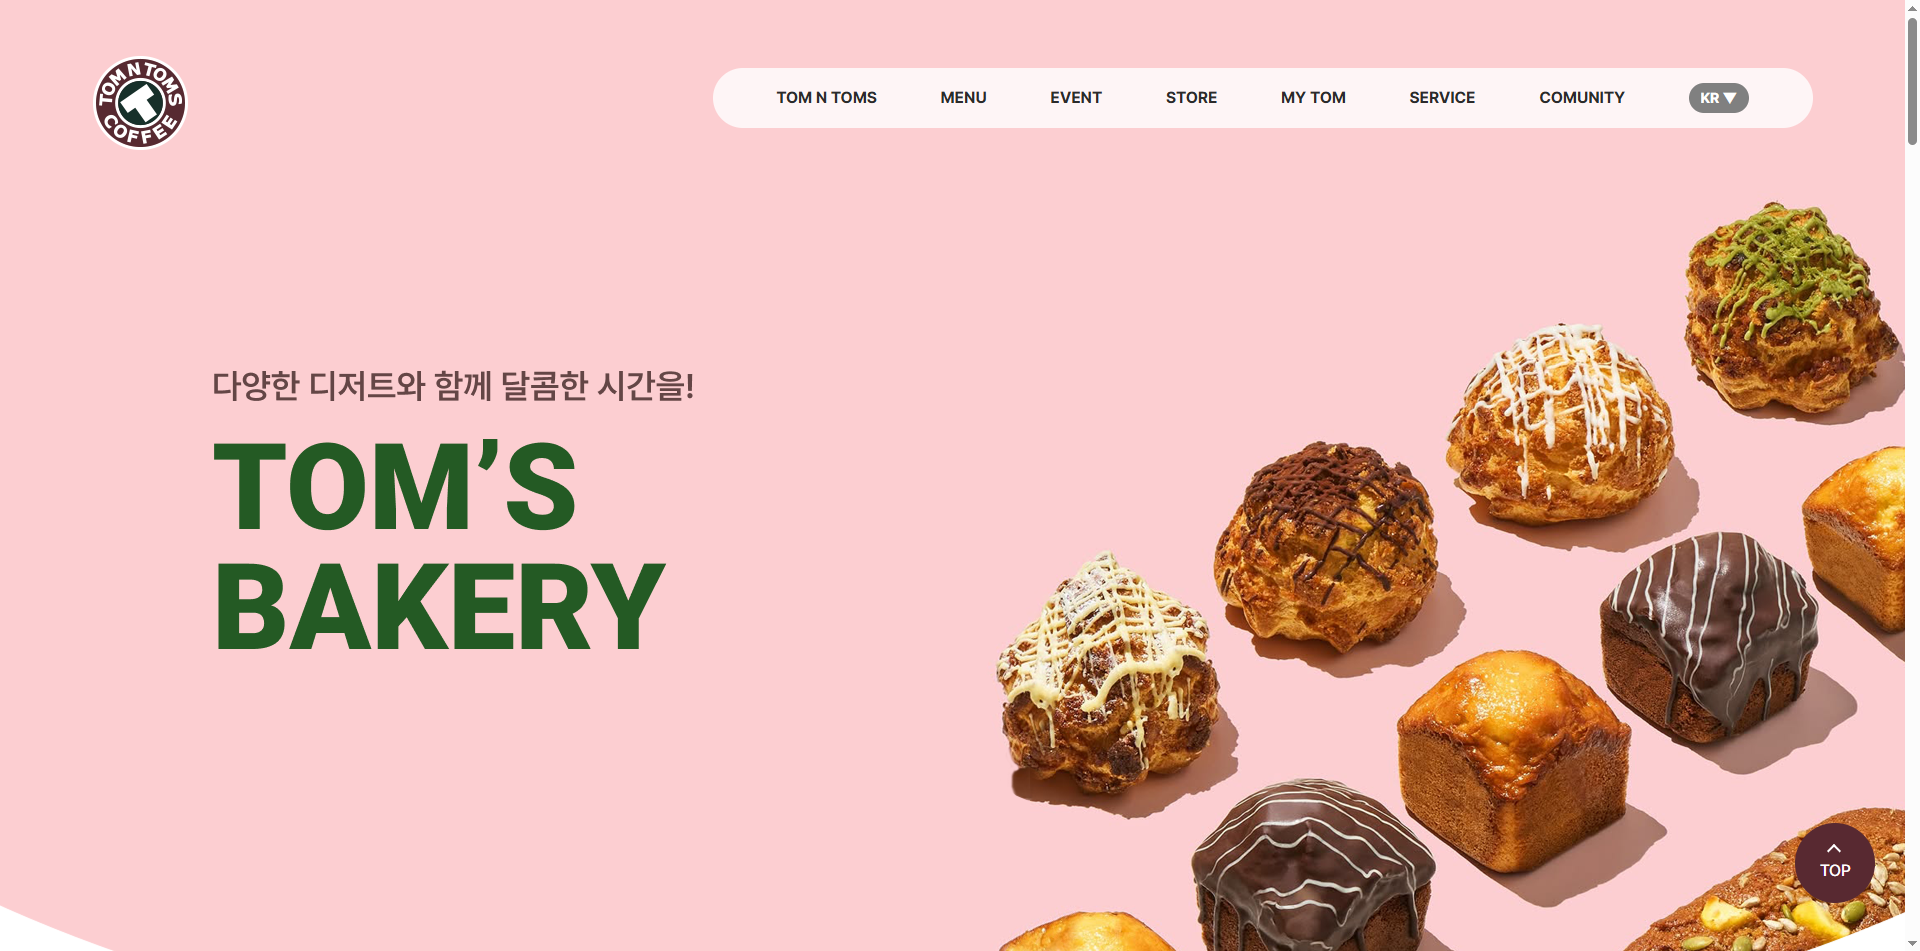 TOM N TOMS
COFFEE
TOM N TOMS
MENU
EVENT
STORE
MY TOM
SERVICE
COMUNITY
KR ▼
다양한 디저트와 함께 달콤한 시간을!
TOM’S
BAKERY
TOP